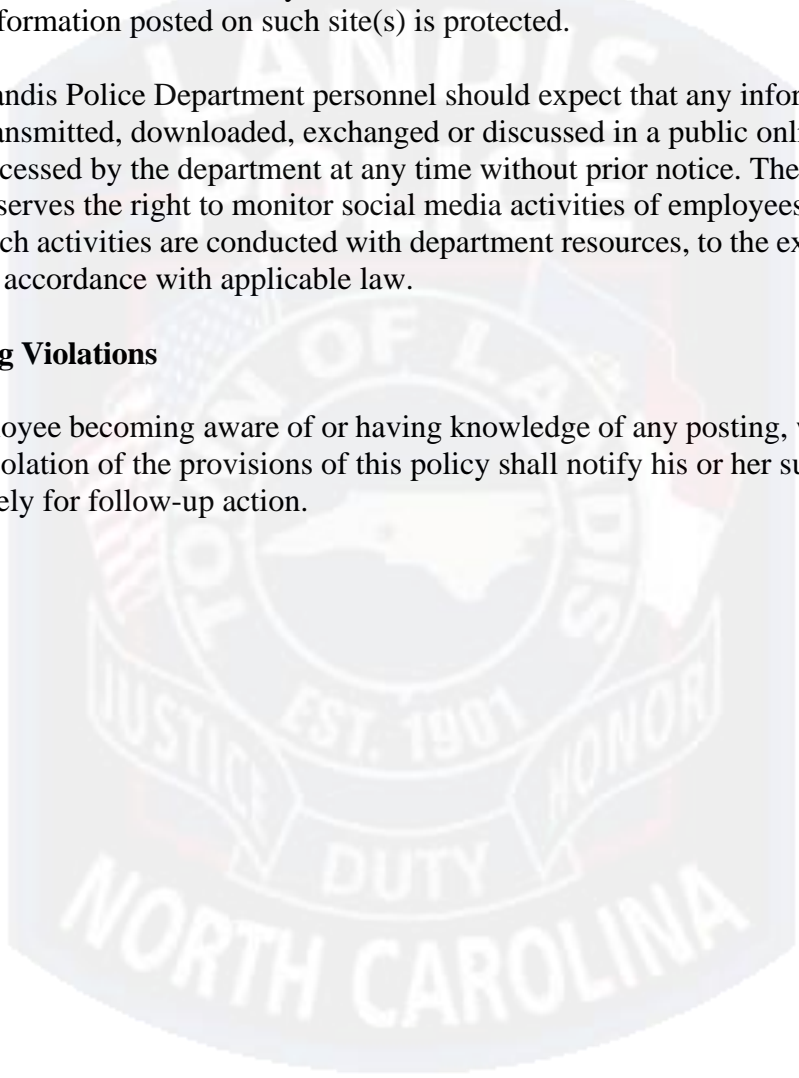 formation posted on such site(s) is protected.
andis Police Department personnel should expect that any infor
ansmitted, downloaded, exchanged or discussed in a public onli
cessed by the department at any time without prior notice. The
serves the right to monitor social media activities of employees
ch activities are conducted with department resources, to the ex
accordance with applicable law.
g Violations
oyee becoming aware of or having knowledge of any posting,
olation of the provisions of this policy shall notify his or her su
ely for follow-up action.
LANDIS
POLICE
TOWN OF LANDIS
EST. 1901
JUSTICE
DUTY
HONOR
NORTH CAROLINA